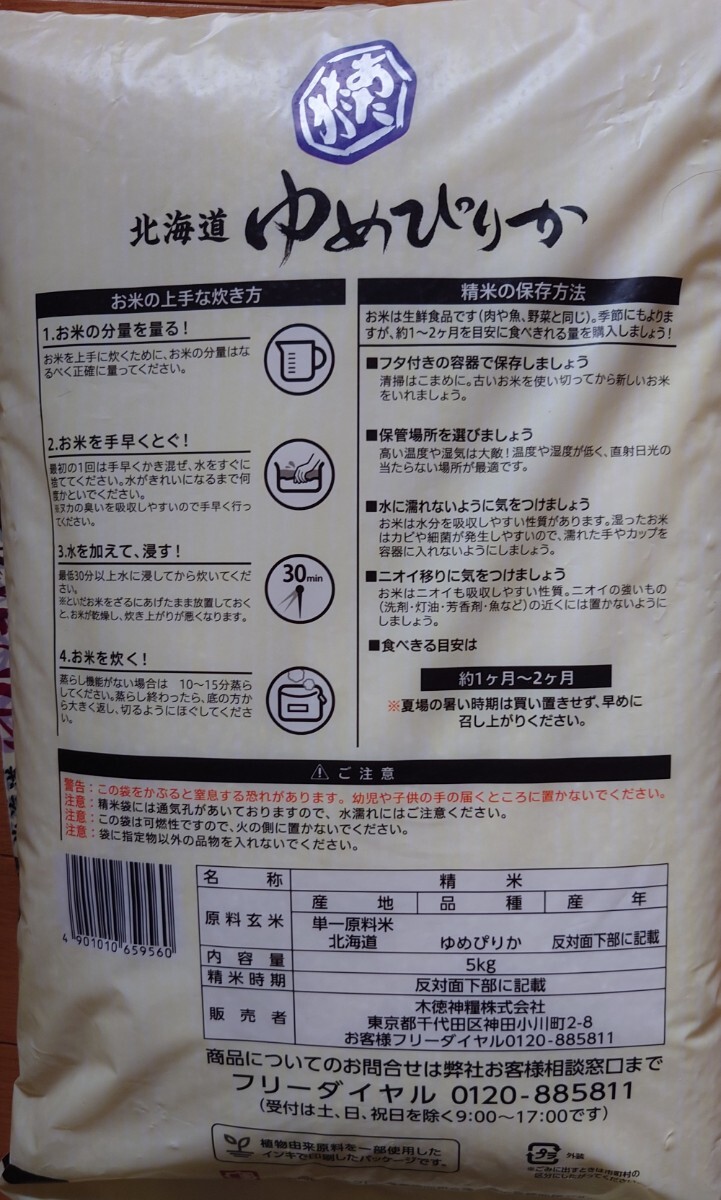 あたたか
北海道 ゆめぴりか
お米の上手な炊き方
1.お米の分量を量る!
お米を上手に炊くために、お米の分量はな
るべく正確に量ってください。
2.お米を手早くとぐ!
最初の1回は手早くかき混ぜ、水をすぐに
捨ててください。水がきれいになるまで何
度かといでください。
※ヌカの臭いを吸収しやすいので手早く行っ
てください。
3.水を加えて、浸す!
最低30分以上水に浸してから炊いてくだ
さい。
※といだお米をざるにあげたまま放置しておく
と、お米が乾燥し、炊き上がりが悪くなります。
30min
4.お米を炊く!
蒸らし機能がない場合は 10〜15分蒸ら
してください。蒸らし終わったら、底の方か
ら大きく返し、切るようにほぐしてくださ
い。
精米の保存方法
お米は生鮮食品です(肉や魚、野菜と同じ)。季節にもよりま
すが、約1〜2ヶ月を目安に食べきれる量を購入しましょう!
■フタ付きの容器で保存しましょう
清掃はこまめに。古いお米を使い切ってから新しいお米
をいれましょう。
■保管場所を選びましょう
高い温度や湿気は大敵!温度や湿度が低く、直射日光の
当たらない場所が最適です。
■水に濡れないように気をつけましょう
お米は水分を吸収しやすい性質があります。湿ったお米
はカビや細菌が発生しやすいので、濡れた手やカップを
容器に入れないようにしましょう。
■ニオイ移りに気をつけましょう
お米はニオイも吸収しやすい性質。ニオイの強いもの
(洗剤・灯油・芳香剤・魚など)の近くには置かないように
しましょう。
■食べきる目安は
約1ヶ月〜2ヶ月
※夏場の暑い時期は買い置きせず、早めに
召し上がりください。
⚠ ご注意
警告:この袋をかぶると窒息する恐れがあります。幼児や子供の手の届くところに置かないでください。
注意:精米袋には通気孔があいておりますので、水濡れにはご注意ください。
注意:この袋は可燃性ですので、火の側に置かないでください。
注意:袋に指定物以外の品物を入れないでください。
4 901010 659560
名称 精米
原料玄米 産地 品種 産年
単一原料米
北海道 ゆめぴりか 反対面下部に記載
内容量 5kg
精米時期 反対面下部に記載
販売者 木徳神糧株式会社
東京都千代田区神田小川町2-8
お客様フリーダイヤル0120-885811
商品についてのお問合せは弊社お客様相談窓口まで
フリーダイヤル 0120-885811
(受付は土、日、祝日を除く9:00〜17:00です)
植物由来原料を一部使用した
インキで印刷したパッケージです。
プラ 外装
※ごみに出すときは市町村の
区分にしたがってください